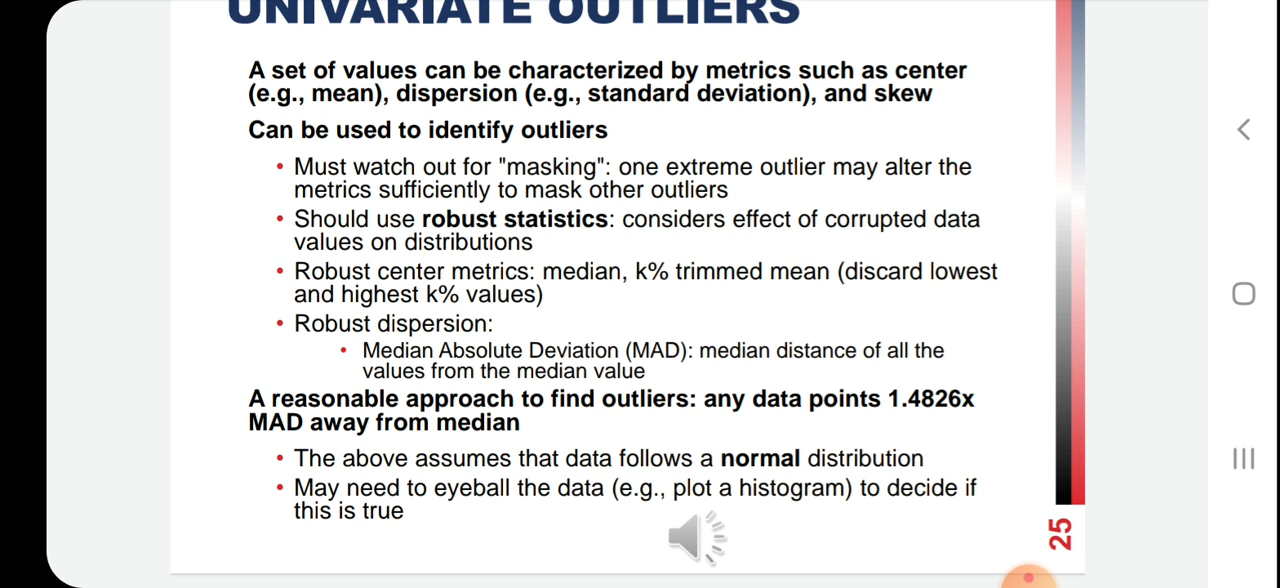 UNIVARIATE OUTLIERS
A set of values can be characterized by metrics such as center
(e.g., mean), dispersion (e.g., standard deviation), and skew
Can be used to identify outliers
• Must watch out for "masking": one extreme outlier may alter the
metrics sufficiently to mask other outliers
• Should use robust statistics: considers effect of corrupted data
values on distributions
• Robust center metrics: median, k% trimmed mean (discard lowest
and highest k% values)
• Robust dispersion:
• Median Absolute Deviation (MAD): median distance of all the
values from the median value
A reasonable approach to find outliers: any data points 1.4826x
MAD away from median
• The above assumes that data follows a normal distribution
• May need to eyeball the data (e.g., plot a histogram) to decide if
this is true
25